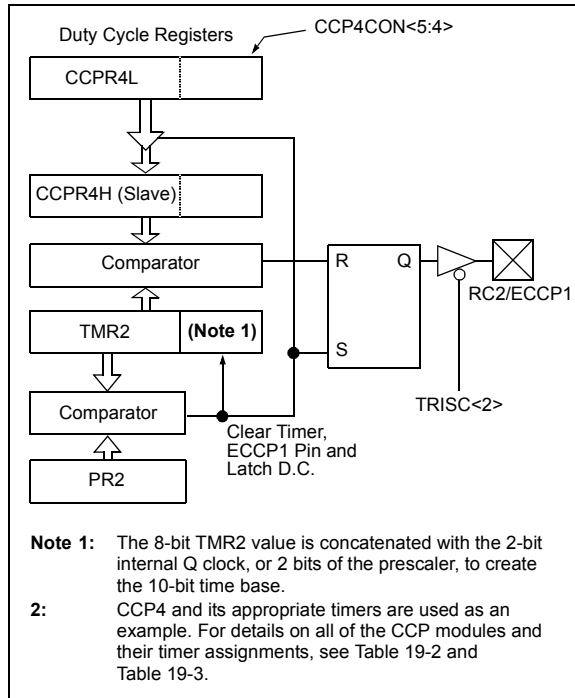 Duty Cycle Registers
CCP4CON<5:4>
CCPR4L
CCPR4H (Slave)
Comparator
R
Q
RC2/ECCP1
TMR2
(Note 1)
S
TRISC<2>
Comparator
Clear Timer,
ECCP1 Pin and
Latch D.C.
PR2
Note 1: The 8-bit TMR2 value is concatenated with the 2-bit
internal Q clock, or 2 bits of the prescaler, to create
the 10-bit time base.
2: CCP4 and its appropriate timers are used as an
example. For details on all of the CCP modules and
their timer assignments, see Table 19-2 and
Table 19-3.